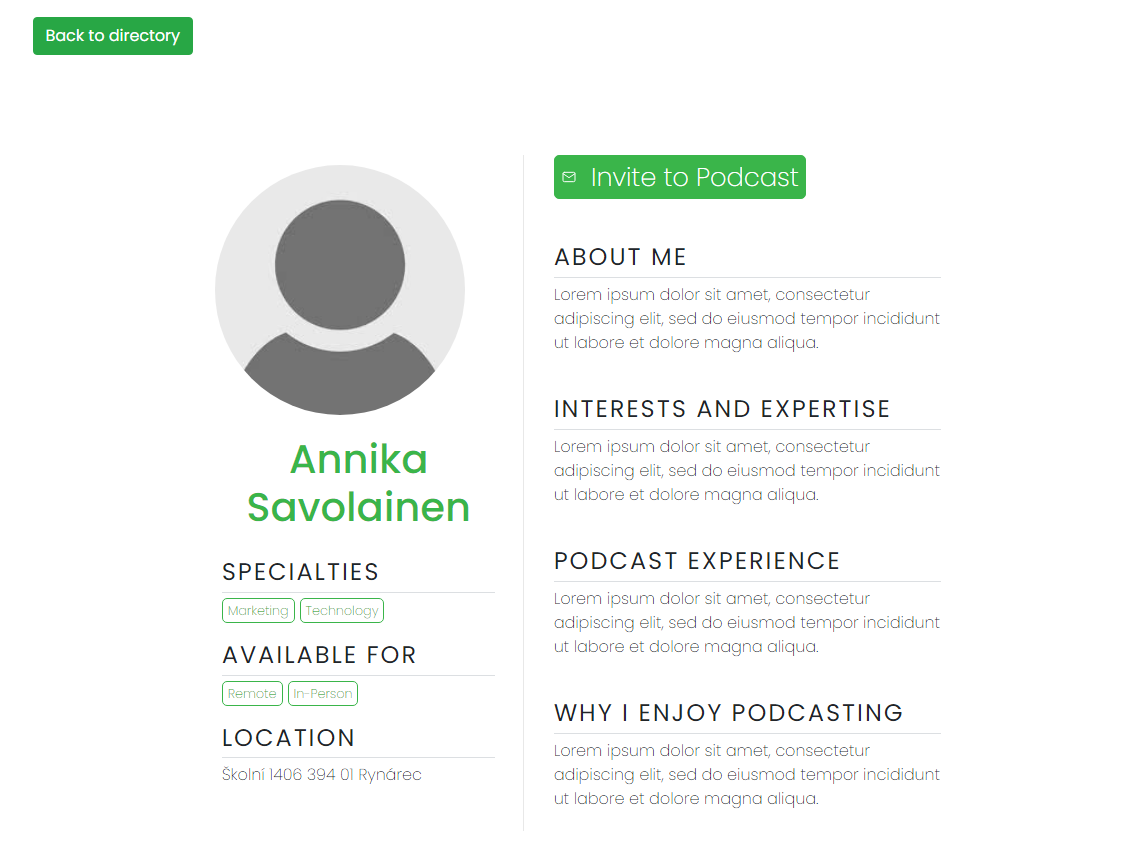 Back to directory
Annika
Savolainen
SPECIALTIES
Marketing Technology
AVAILABLE FOR
Remote In-Person
LOCATION
Školní 1406 394 01 Rynárec
Invite to Podcast
ABOUT ME
Lorem ipsum dolor sit amet, consectetur
adipiscing elit, sed do eiusmod tempor incididunt
ut labore et dolore magna aliqua.
INTERESTS AND EXPERTISE
Lorem ipsum dolor sit amet, consectetur
adipiscing elit, sed do eiusmod tempor incididunt
ut labore et dolore magna aliqua.
PODCAST EXPERIENCE
Lorem ipsum dolor sit amet, consectetur
adipiscing elit, sed do eiusmod tempor incididunt
ut labore et dolore magna aliqua.
WHY I ENJOY PODCASTING
Lorem ipsum dolor sit amet, consectetur
adipiscing elit, sed do eiusmod tempor incididunt
ut labore et dolore magna aliqua.